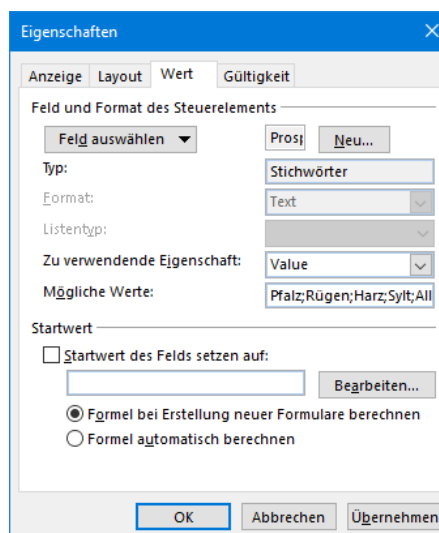 Eigenschaften
Anzeige Layout Wert Gültigkeit
Feld und Format des Steuerelements
Feld auswählen Prosp Neu...
Typ: Stichwörter
Format: Text
Listentyp:
Zu verwendende Eigenschaft: Value
Mögliche Werte: Pfalz;Rügen;Harz;Sylt;All
Startwert
Startwert des Felds setzen auf:
Bearbeiten...
Formel bei Erstellung neuer Formulare berechnen
Formel automatisch berechnen
OK Abbrechen Übernehmen